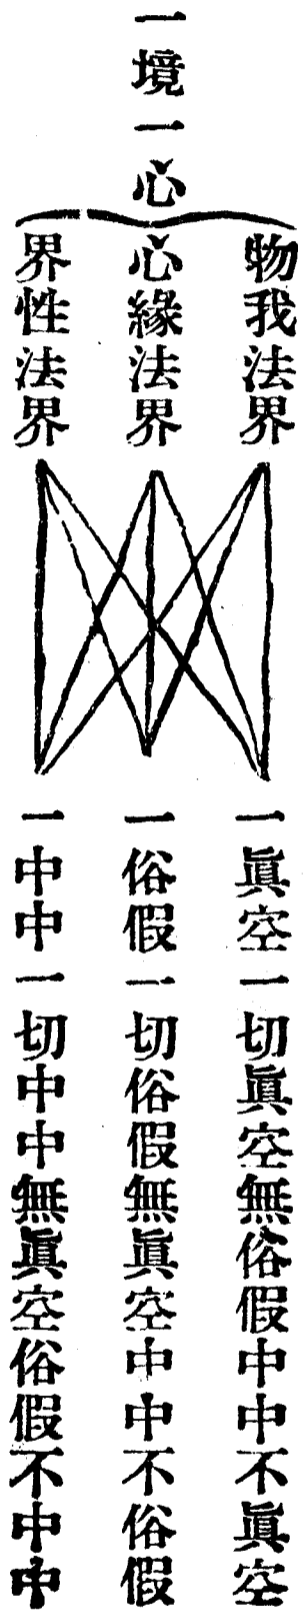 一境一心
物我法界
心緣法界
界性法界
一眞空一切眞空無俗假中中不眞空
一俗假一切俗假無眞空中中不俗假
一中中一切中中無眞空俗假不中中